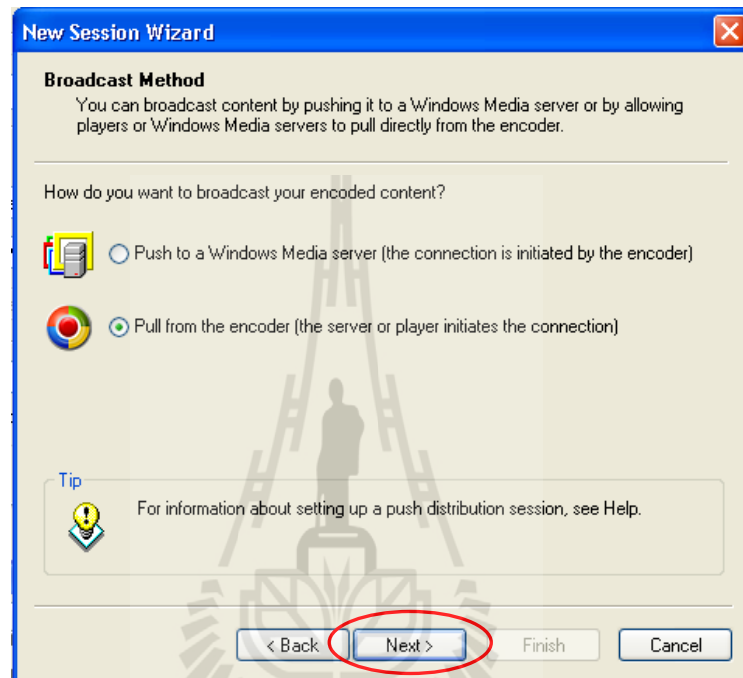 New Session Wizard
Broadcast Method
You can broadcast content by pushing it to a Windows Media server or by allowing
players or Windows Media servers to pull directly from the encoder.
How do you want to broadcast your encoded content?
Push to a Windows Media server (the connection is initiated by the encoder)
Pull from the encoder (the server or player initiates the connection)
Tip
For information about setting up a push distribution session, see Help.
< Back Next > Finish Cancel